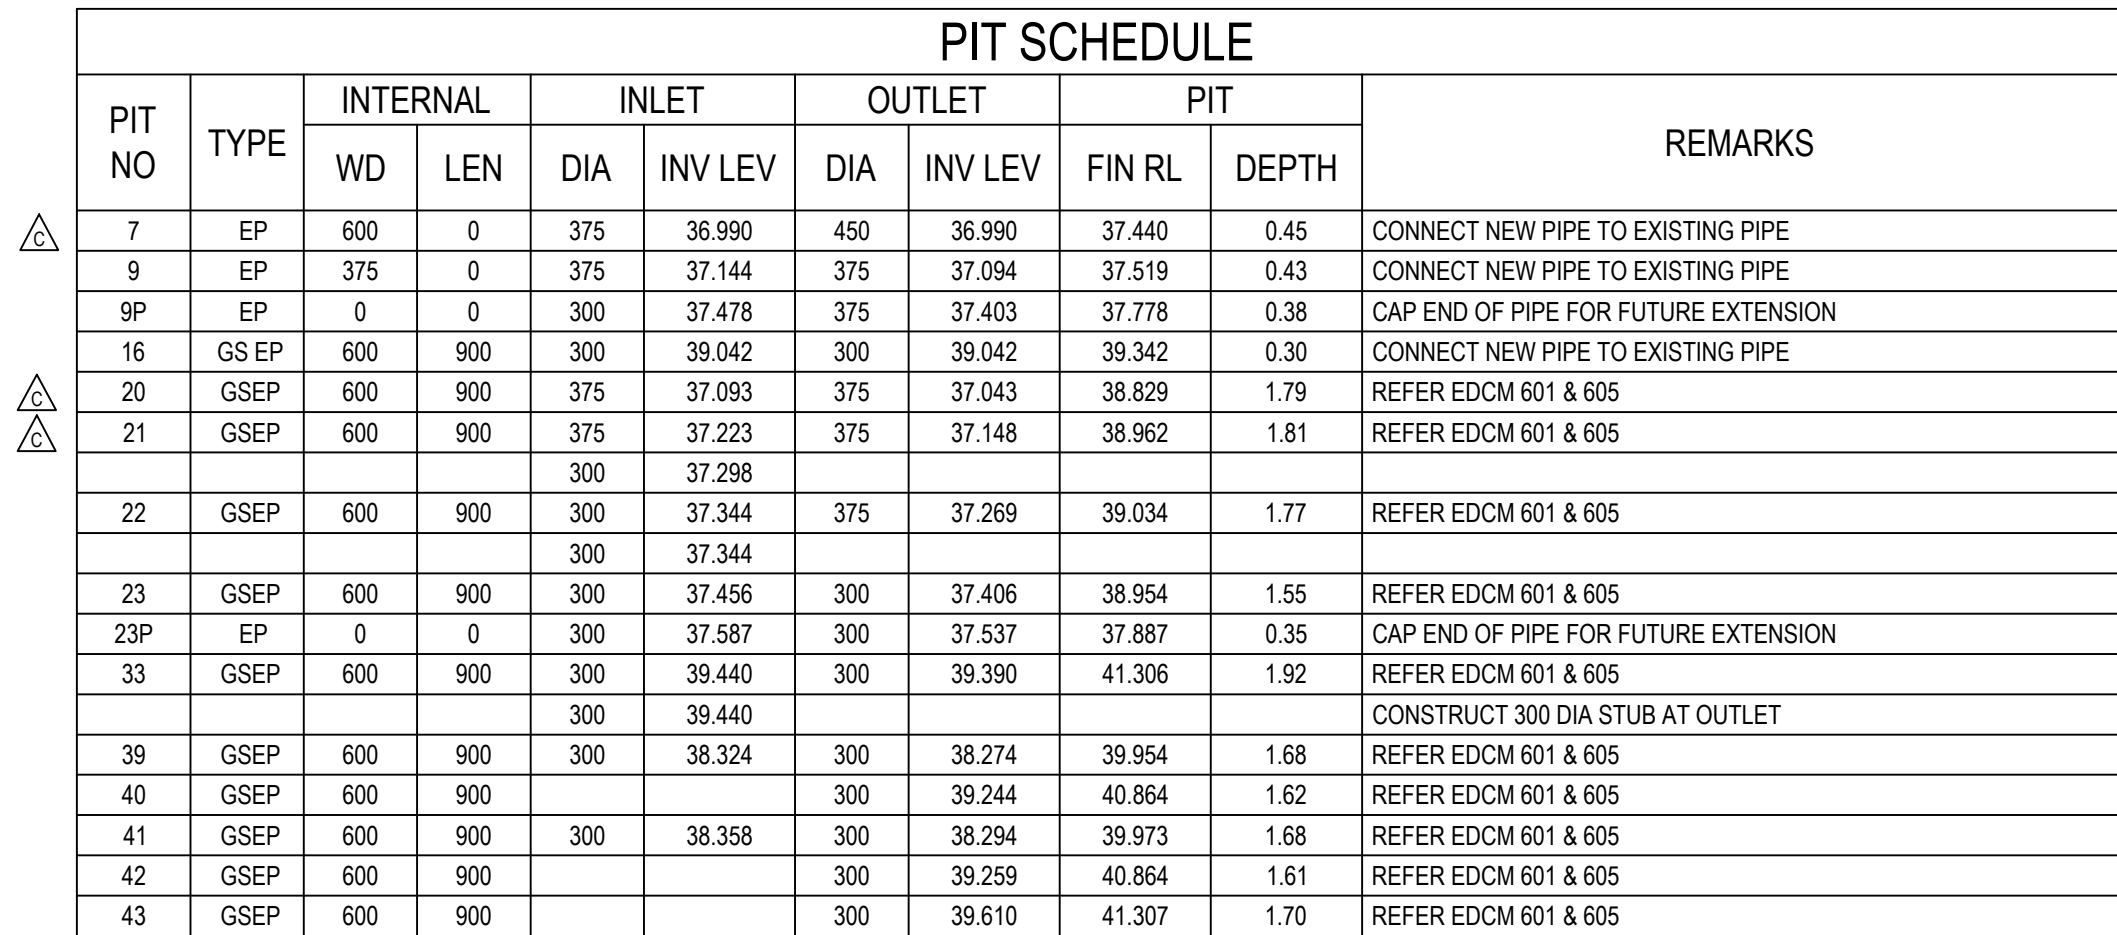 PIT SCHEDULE
PIT NO TYPE INTERNAL INLET OUTLET PIT REMARKS
WD LEN DIA INV LEV DIA INV LEV FIN RL DEPTH
C 7 EP 600 0 375 36.990 450 36.990 37.440 0.45 CONNECT NEW PIPE TO EXISTING PIPE
9 EP 375 0 375 37.144 375 37.094 37.519 0.43 CONNECT NEW PIPE TO EXISTING PIPE
9P EP 0 0 300 37.478 375 37.403 37.778 0.38 CAP END OF PIPE FOR FUTURE EXTENSION
16 GS EP 600 900 300 39.042 300 39.042 39.342 0.30 CONNECT NEW PIPE TO EXISTING PIPE
C 20 GSEP 600 900 375 37.093 375 37.043 38.829 1.79 REFER EDCM 601 & 605
C 21 GSEP 600 900 375 37.223 375 37.148 38.962 1.81 REFER EDCM 601 & 605
300 37.298
22 GSEP 600 900 300 37.344 375 37.269 39.034 1.77 REFER EDCM 601 & 605
300 37.344
23 GSEP 600 900 300 37.456 300 37.406 38.954 1.55 REFER EDCM 601 & 605
23P EP 0 0 300 37.587 300 37.537 37.887 0.35 CAP END OF PIPE FOR FUTURE EXTENSION
33 GSEP 600 900 300 39.440 300 39.390 41.306 1.92 REFER EDCM 601 & 605
300 39.440 CONSTRUCT 300 DIA STUB AT OUTLET
39 GSEP 600 900 300 38.324 300 38.274 39.954 1.68 REFER EDCM 601 & 605
40 GSEP 600 900 300 39.244 40.864 1.62 REFER EDCM 601 & 605
41 GSEP 600 900 300 38.358 300 38.294 39.973 1.68 REFER EDCM 601 & 605
42 GSEP 600 900 300 39.259 40.864 1.61 REFER EDCM 601 & 605
43 GSEP 600 900 300 39.610 41.307 1.70 REFER EDCM 601 & 605